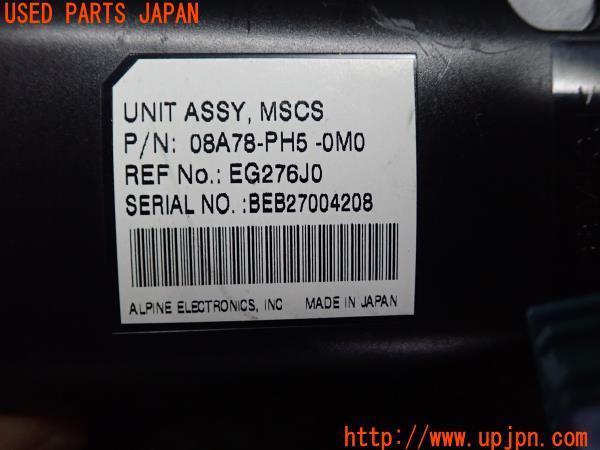 USED PARTS JAPAN
UNIT ASSY, MSCS
P/N: 08A78-PH5 -0M0
REF No.: EG276J0
SERIAL NO. :BEB27004208
ALPINE ELECTRONICS, INC MADE IN JAPAN
http://www.upjpn.com/